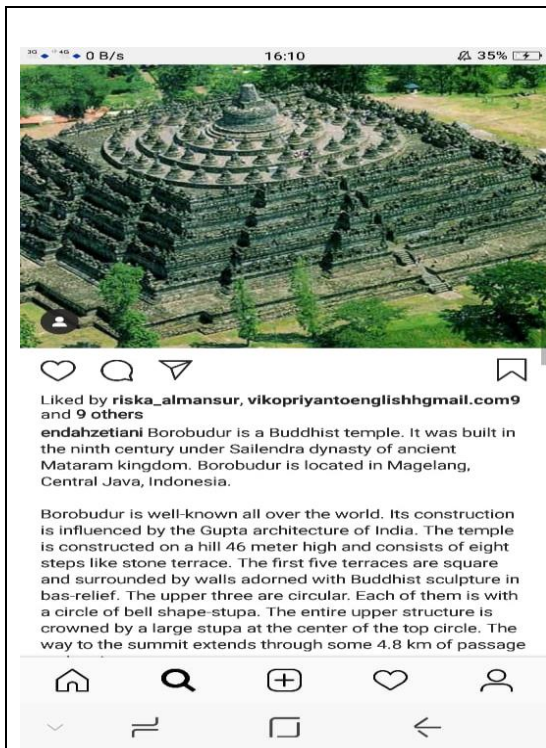 3G 4G 0 B/s 16:10 35%
Liked by riska_almansur, vikopriyantoenglishhgmail.com9
and 9 others
endahzetiani Borobudur is a Buddhist temple. It was built in
the ninth century under Sailendra dynasty of ancient
Mataram kingdom. Borobudur is located in Magelang,
Central Java, Indonesia.
Borobudur is well-known all over the world. Its construction
is influenced by the Gupta architecture of India. The temple
is constructed on a hill 46 meter high and consists of eight
steps like stone terrace. The first five terraces are square
and surrounded by walls adorned with Buddhist sculpture in
bas-relief. The upper three are circular. Each of them is with
a circle of bell shape-stupa. The entire upper structure is
crowned by a large stupa at the center of the top circle. The
way to the summit extends through some 4.8 km of passage